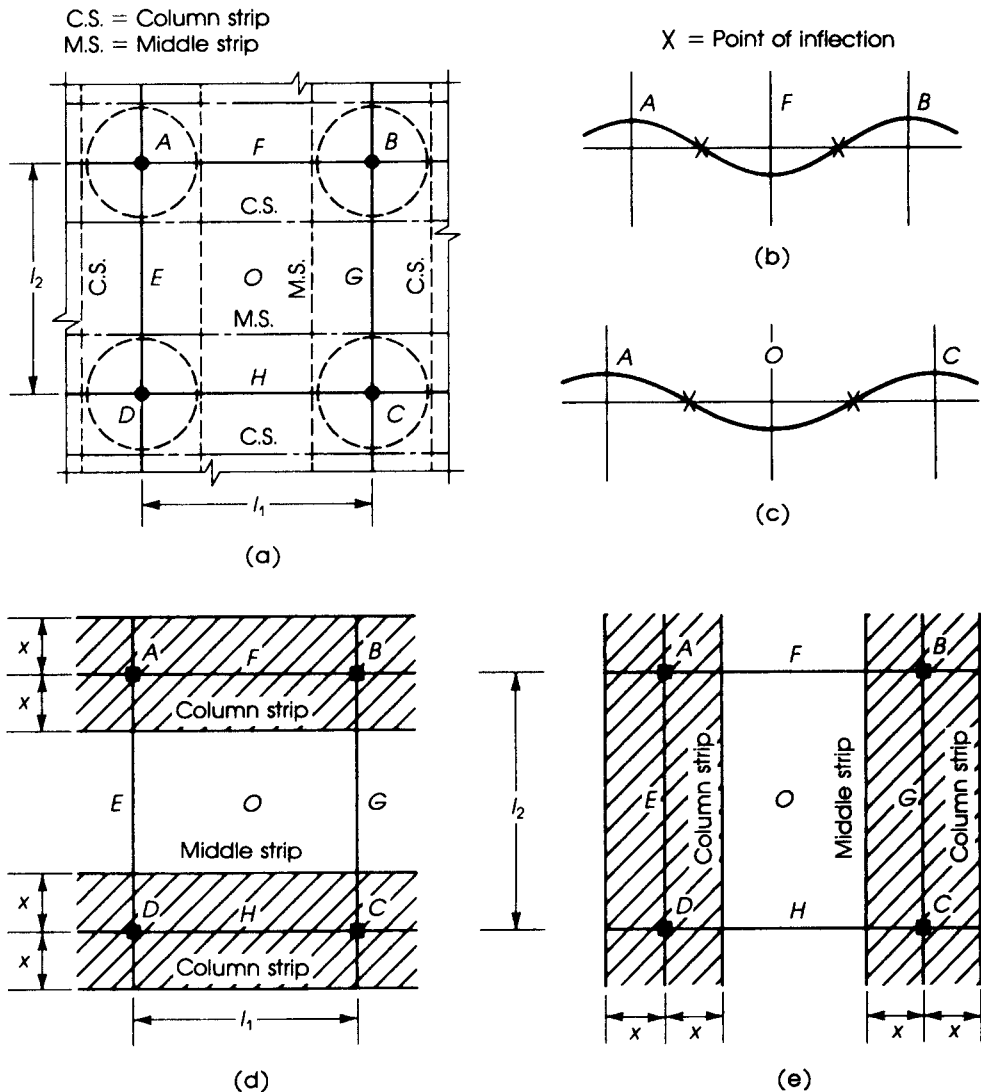 C.S. = Column strip
M.S. = Middle strip
X = Point of inflection
A
F
B
C.S.
l2
C.S.
E
O
M.S.
G
C.S.
M.S.
H
D
C
C.S.
l1
(a)
A
F
B
(b)
A
O
C
(c)
x
A
F
B
x
Column strip
E
O
G
Middle strip
x
D
H
C
x
Column strip
l1
(d)
A
F
B
l2
E
Column strip
O
Middle strip
G
Column strip
D
H
C
x
x
x
x
(e)